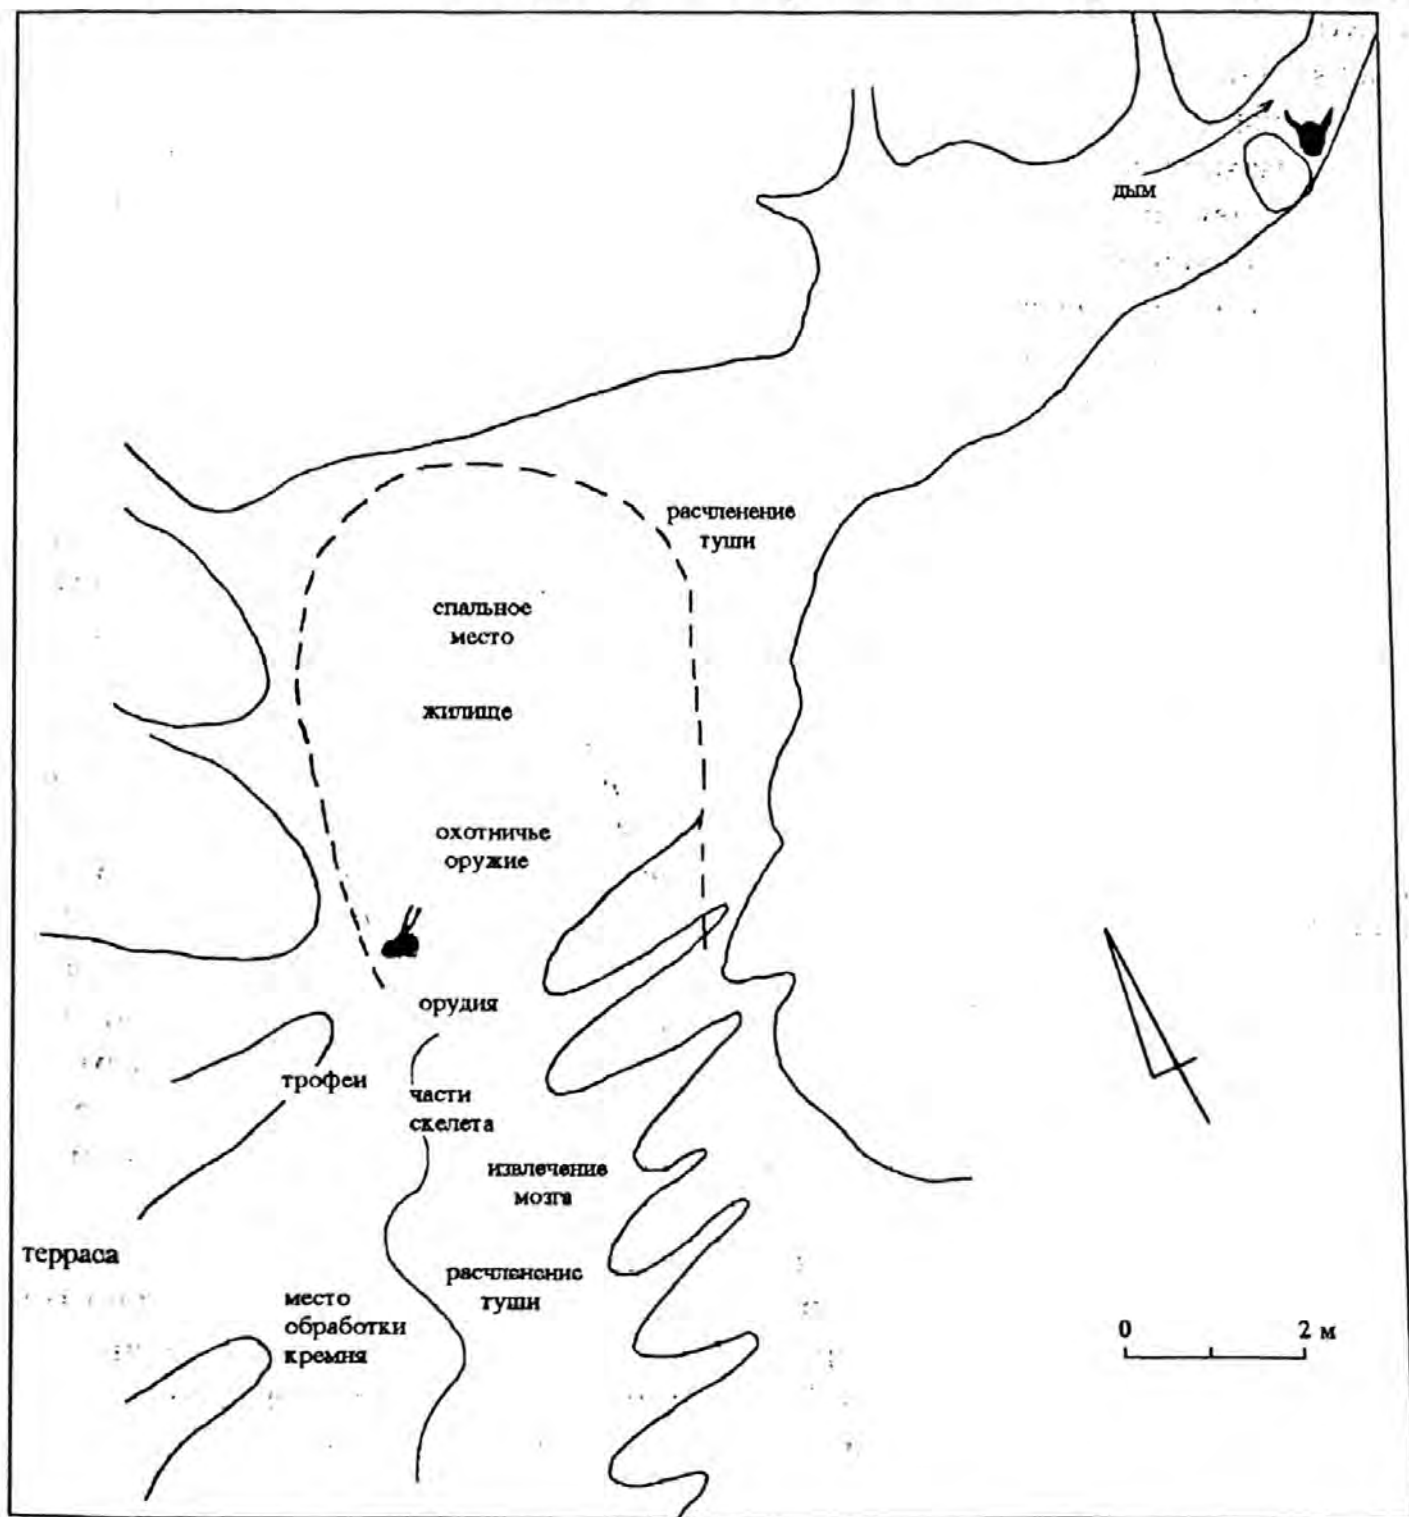 дым
расчленение
туши
спальное
место
жилище
охотничье
оружие
орудия
трофеи
части
скелета
извлечение
мозга
терраса
расчленение
туши
место
обработки
кремня
0 2 м